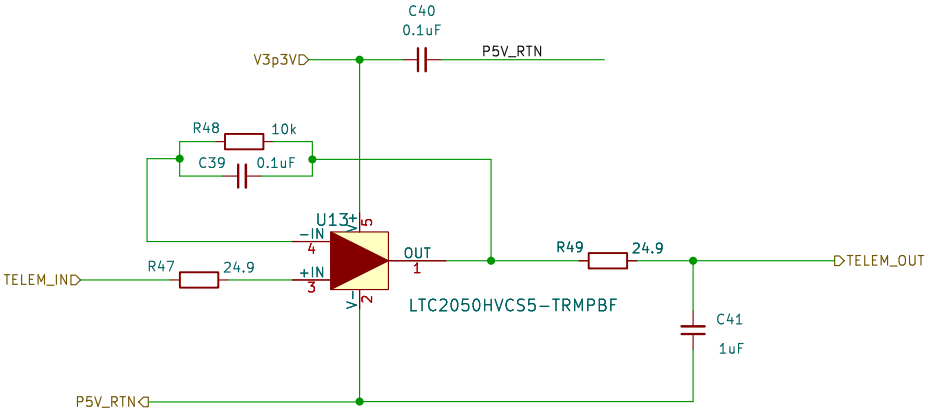 C40
0.1uF
V3p3V
P5V_RTN
R48
10k
C39
0.1uF
U13
V+
5
-IN
4
OUT
1
R47
24.9
+IN
3
TELEM_IN
V-
2
R49
24.9
TELEM_OUT
LTC2050HVCS5-TRMPBF
C41
1uF
P5V_RTN